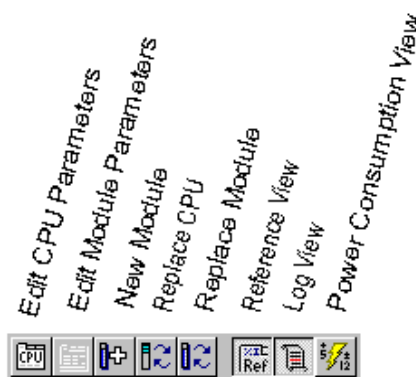 Edit CPU Parameters
Edit Module Parameters
New Module
Replace CPU
Replace Module
Reference View
Log View
Power Consumption View
CPU
Ref